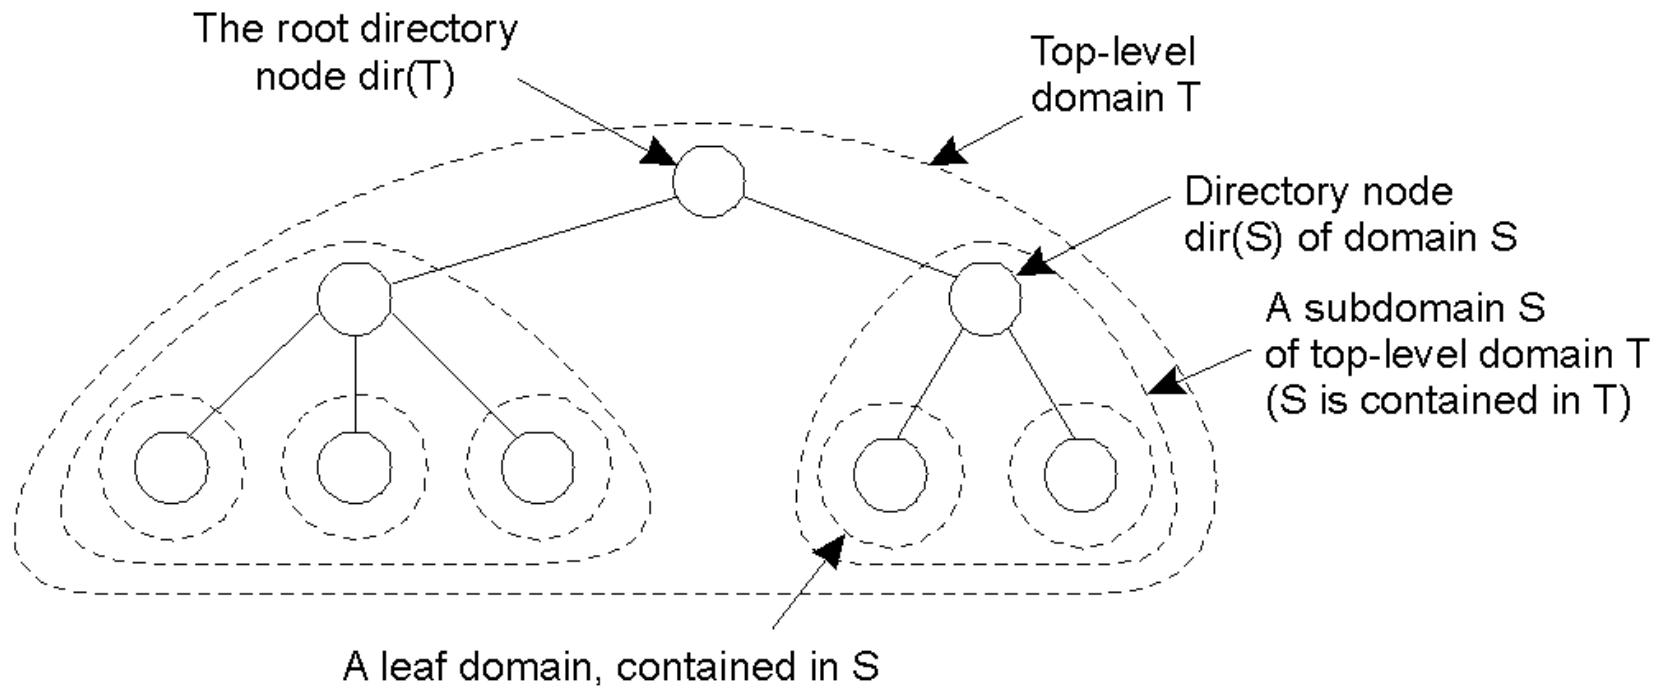 The root directory
node dir(T)
Top-level
domain T
Directory node
dir(S) of domain S
A subdomain S
of top-level domain T
(S is contained in T)
A leaf domain, contained in S